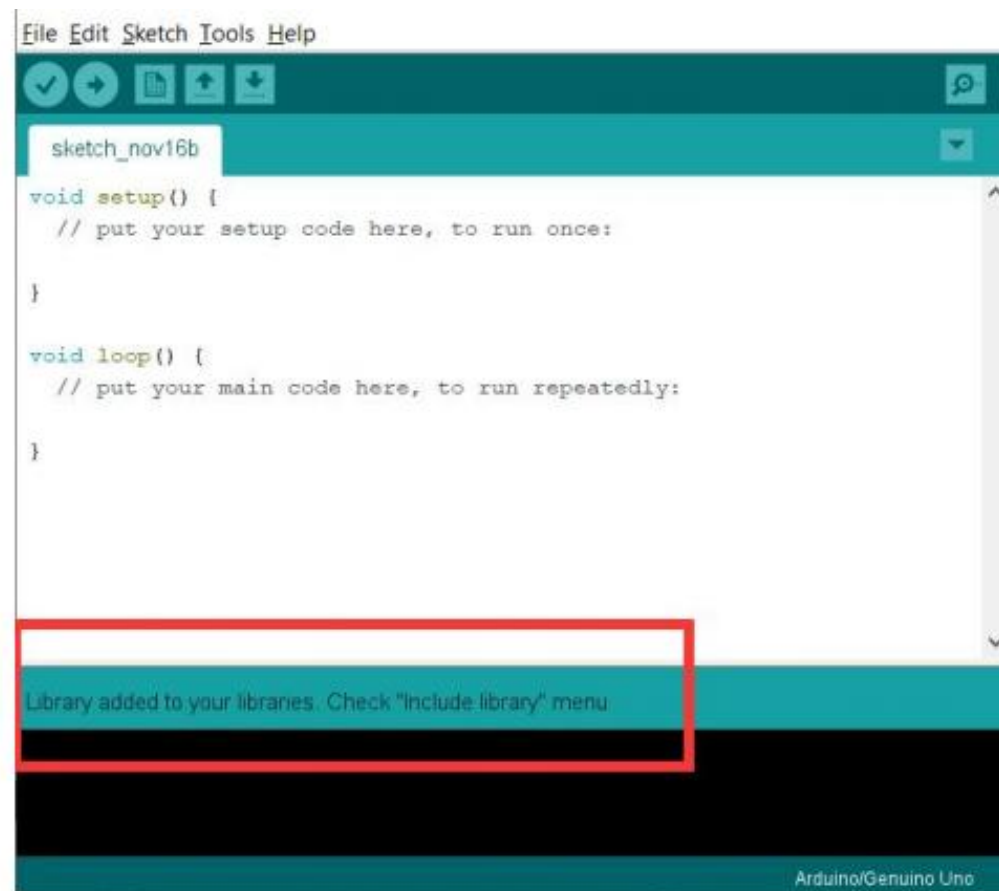 File Edit Sketch Tools Help
sketch_nov16b
void setup() {
  // put your setup code here, to run once:
}
void loop() {
  // put your main code here, to run repeatedly:
}
Library added to your libraries. Check "Include library" menu
Arduino/Genuino Uno